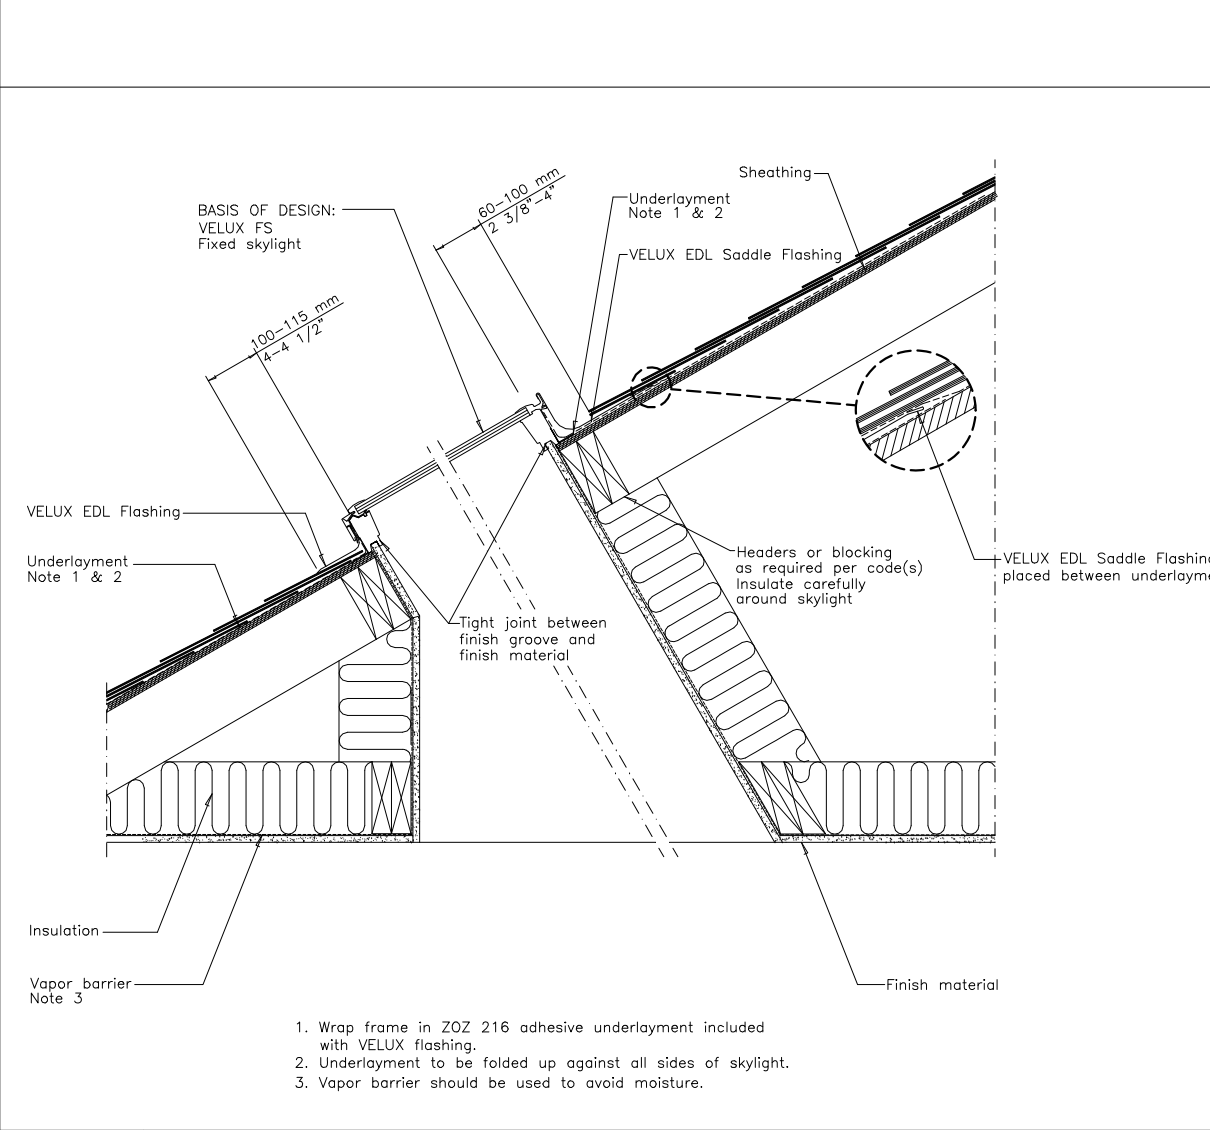 Sheathing
60-100 mm
2 3/8"-4"
Underlayment
Note 1 & 2
BASIS OF DESIGN:
VELUX FS
Fixed skylight
VELUX EDL Saddle Flashing
100-115 mm
4-4 1/2"
VELUX EDL Flashing
Underlayment
Note 1 & 2
Headers or blocking
as required per code(s)
Insulate carefully
around skylight
VELUX EDL Saddle Flashing
placed between underlayme
Tight joint between
finish groove and
finish material
Insulation
Vapor barrier
Note 3
Finish material
1. Wrap frame in ZOZ 216 adhesive underlayment included
with VELUX flashing.
2. Underlayment to be folded up against all sides of skylight.
3. Vapor barrier should be used to avoid moisture.